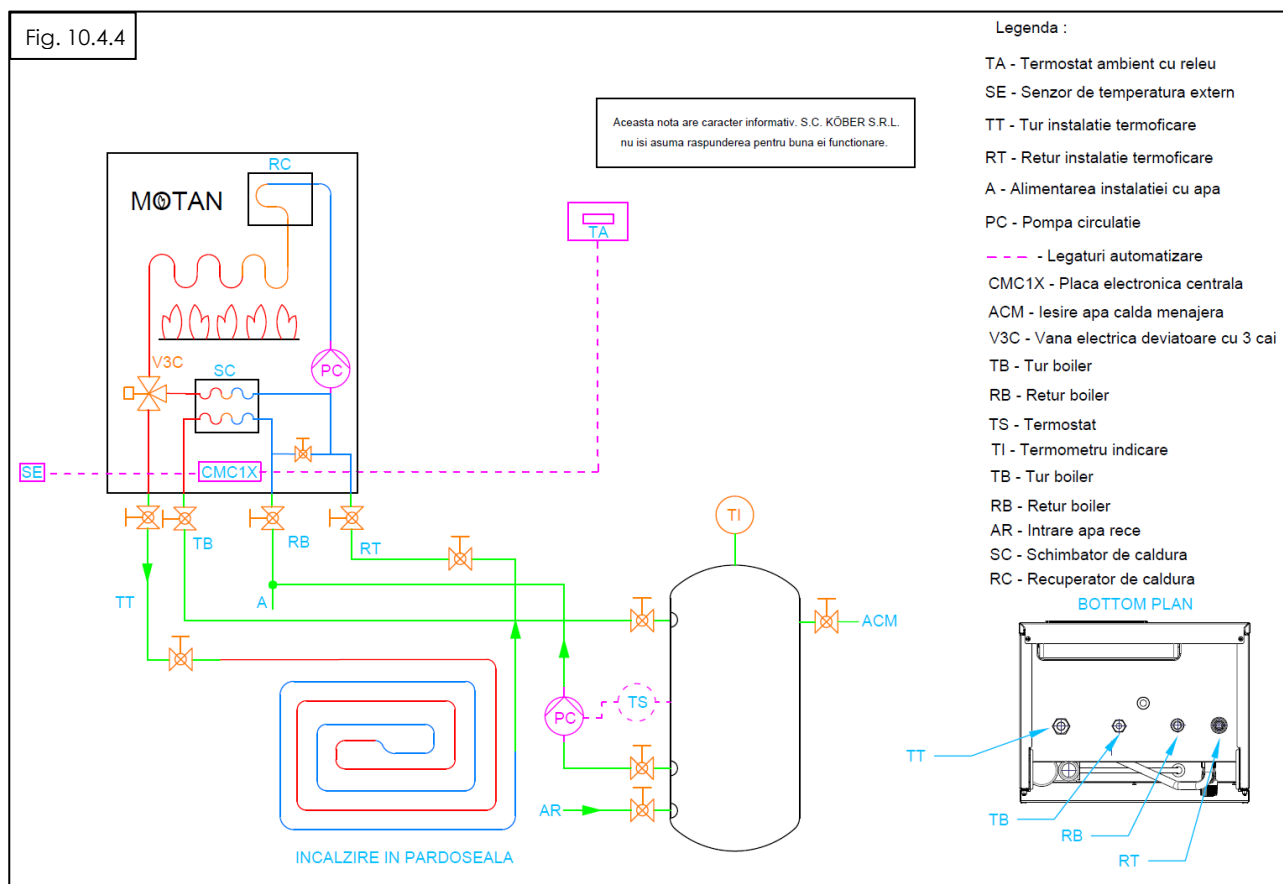 Fig. 10.4.4
Aceasta nota are caracter informativ. S.C. KÖBER S.R.L.
nu isi asuma raspunderea pentru buna ei functionare.
MOTAN
RC
TA
V3C
SC
PC
SE
CMC1X
TB
RB
RT
TT
A
TI
ACM
PC
TS
AR
INCALZIRE IN PARDOSEALA
Legenda :
TA - Termostat ambient cu releu
SE - Senzor de temperatura extern
TT - Tur instalatie termoficare
RT - Retur instalatie termoficare
A - Alimentarea instalatiei cu apa
PC - Pompa circulatie
- Legaturi automatizare
CMC1X - Placa electronica centrala
ACM - Iesire apa calda menajera
V3C - Vana electrica deviatoare cu 3 cai
TB - Tur boiler
RB - Retur boiler
TS - Termostat
TI - Termometru indicare
TB - Tur boiler
RB - Retur boiler
AR - Intrare apa rece
SC - Schimbator de caldura
RC - Recuperator de caldura
BOTTOM PLAN
TT
TB
RB
RT